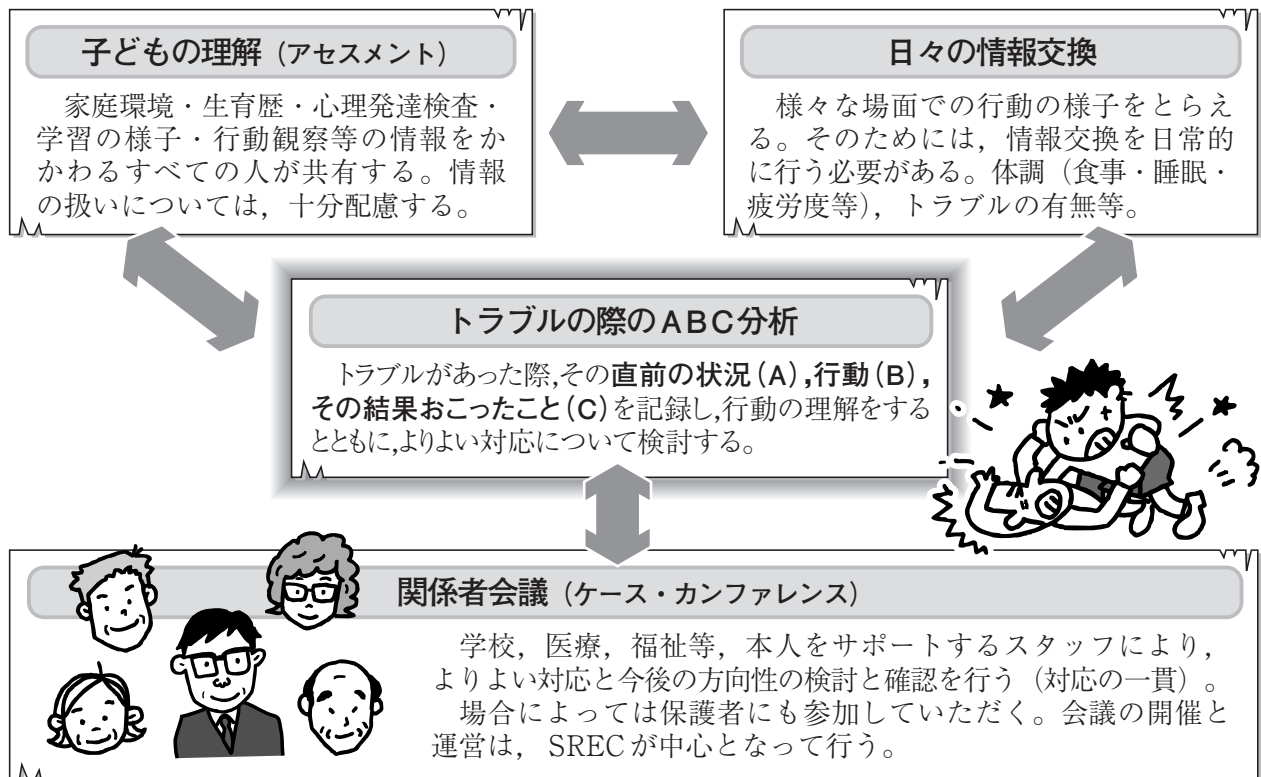 子どもの理解（アセスメント）
家庭環境・生育歴・心理発達検査・
学習の様子・行動観察等の情報をか
かわるすべての人が共有する。情報
の扱いについては，十分配慮する。
日々の情報交換
様々な場面での行動の様子をとらえ
る。そのためには，情報交換を日常的
に行う必要がある。体調（食事・睡眠・
疲労度等），トラブルの有無等。
トラブルの際のＡＢＣ分析
トラブルがあった際,その直前の状況(A),行動(B),
その結果おこったこと(C)を記録し,行動の理解をする
とともに,よりよい対応について検討する。
関係者会議（ケース・カンファレンス）
学校，医療，福祉等，本人をサポートするスタッフにより，
よりよい対応と今後の方向性の検討と確認を行う（対応の一貫）。
場合によっては保護者にも参加していただく。会議の開催と
運営は，SRECが中心となって行う。